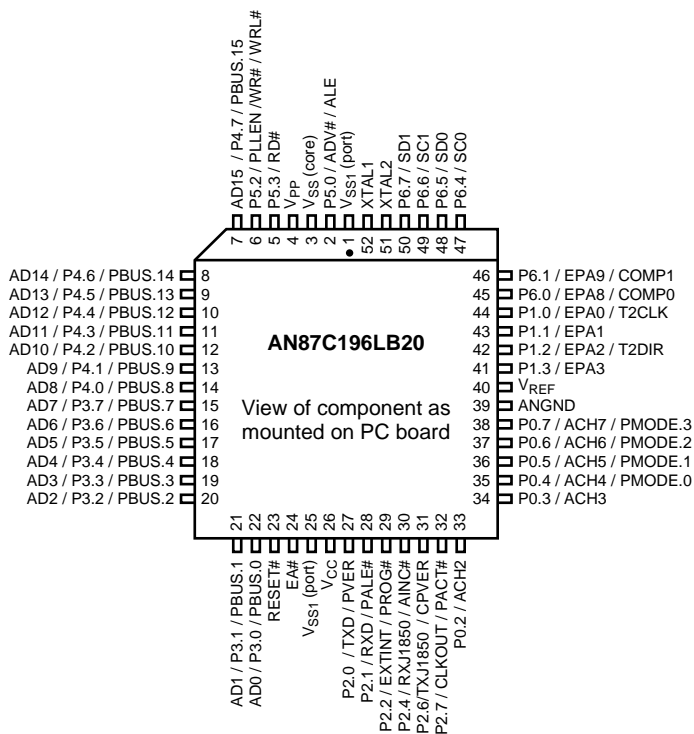 AD15 / P4.7 / PBUS.15
P5.2 / PLLEN /WR# / WRL#
P5.3 / RD#
VPP
VSS (core)
P5.0 / ADV# / ALE
VSS1 (port)
XTAL1
XTAL2
P6.7 / SD1
P6.6 / SC1
P6.5 / SD0
P6.4 / SC0
7 6 5 4 3 2 1 52 51 50 49 48 47
AD14 / P4.6 / PBUS.14 8
AD13 / P4.5 / PBUS.13 9
AD12 / P4.4 / PBUS.12 10
AD11 / P4.3 / PBUS.11 11
AD10 / P4.2 / PBUS.10 12
AD9 / P4.1 / PBUS.9 13
AD8 / P4.0 / PBUS.8 14
AD7 / P3.7 / PBUS.7 15
AD6 / P3.6 / PBUS.6 16
AD5 / P3.5 / PBUS.5 17
AD4 / P3.4 / PBUS.4 18
AD3 / P3.3 / PBUS.3 19
AD2 / P3.2 / PBUS.2 20
AN87C196LB20
View of component as
mounted on PC board
46 P6.1 / EPA9 / COMP1
45 P6.0 / EPA8 / COMP0
44 P1.0 / EPA0 / T2CLK
43 P1.1 / EPA1
42 P1.2 / EPA2 / T2DIR
41 P1.3 / EPA3
40 VREF
39 ANGND
38 P0.7 / ACH7 / PMODE.3
37 P0.6 / ACH6 / PMODE.2
36 P0.5 / ACH5 / PMODE.1
35 P0.4 / ACH4 / PMODE.0
34 P0.3 / ACH3
21 22 23 24 25 26 27 28 29 30 31 32 33
AD1 / P3.1 / PBUS.1
AD0 / P3.0 / PBUS.0
RESET#
EA#
VSS1 (port)
VCC
P2.0 / TXD / PVER
P2.1 / RXD / PALE#
P2.2 / EXTINT / PROG#
P2.4 / RXJ1850 / AINC#
P2.6/TXJ1850 / CPVER
P2.7 / CLKOUT / PACT#
P0.2 / ACH2